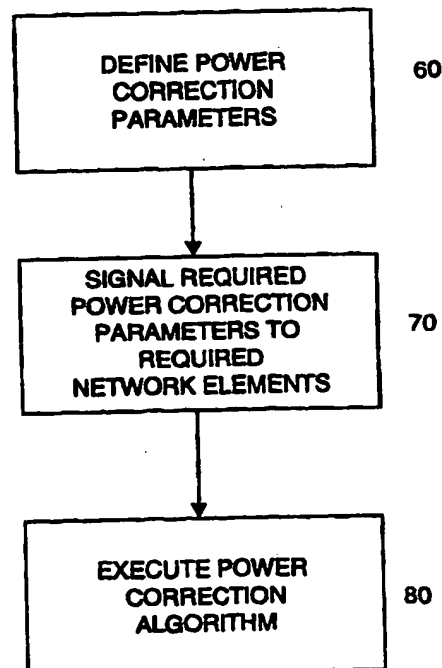 DEFINE POWER
CORRECTION
PARAMETERS
60
SIGNAL REQUIRED
POWER CORRECTION
PARAMETERS TO
REQUIRED
NETWORK ELEMENTS
70
EXECUTE POWER
CORRECTION
ALGORITHM
80